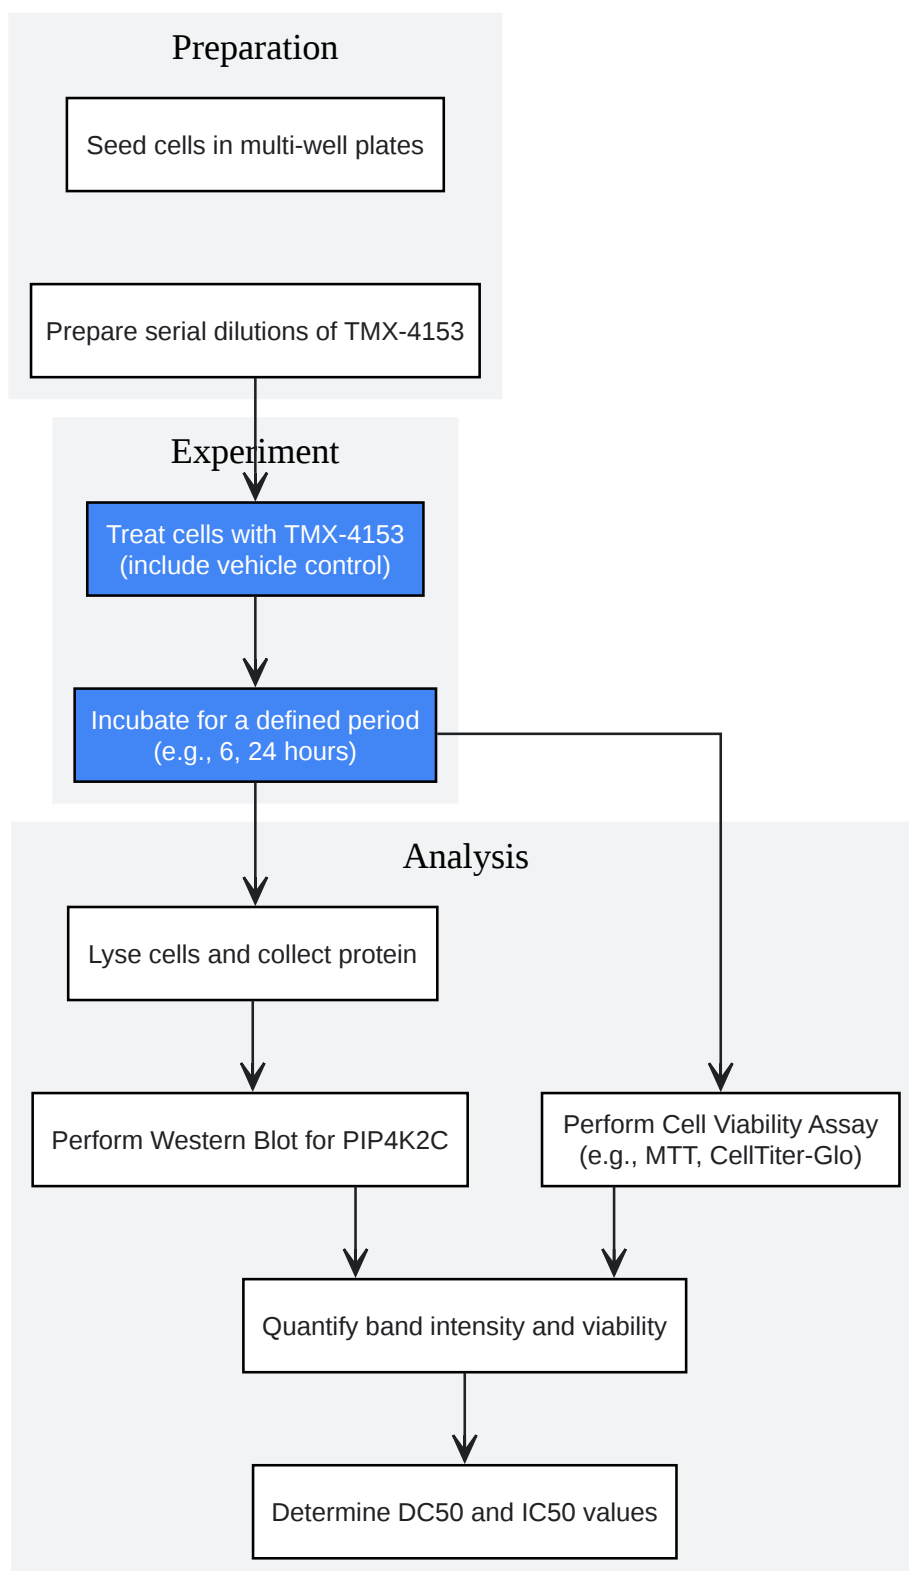 Preparation
Seed cells in multi-well plates
Prepare serial dilutions of TMX-4153
Experiment
Treat cells with TMX-4153
(include vehicle control)
Incubate for a defined period
(e.g., 6, 24 hours)
Analysis
Lyse cells and collect protein
Perform Western Blot for PIP4K2C
Perform Cell Viability Assay
(e.g., MTT, CellTiter-Glo)
Quantify band intensity and viability
Determine DC50 and IC50 values